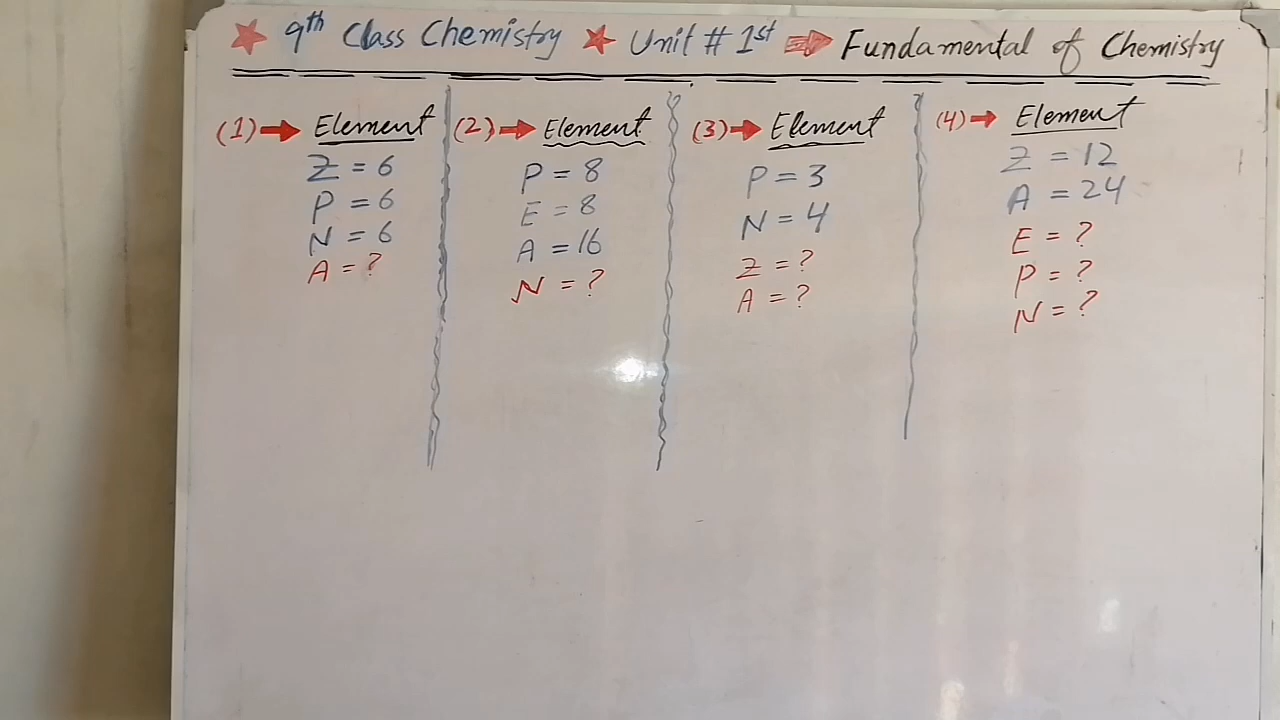 ★ 9th Class Chemistry ★ Unit # 1st ⇒ Fundamental of Chemistry
(1)→ Element
Z = 6
P = 6
N = 6
A = ?
(2)→ Element
P = 8
E = 8
A = 16
N = ?
(3)→ Element
P = 3
N = 4
Z = ?
A = ?
(4)→ Element
Z = 12
A = 24
E = ?
P = ?
N = ?